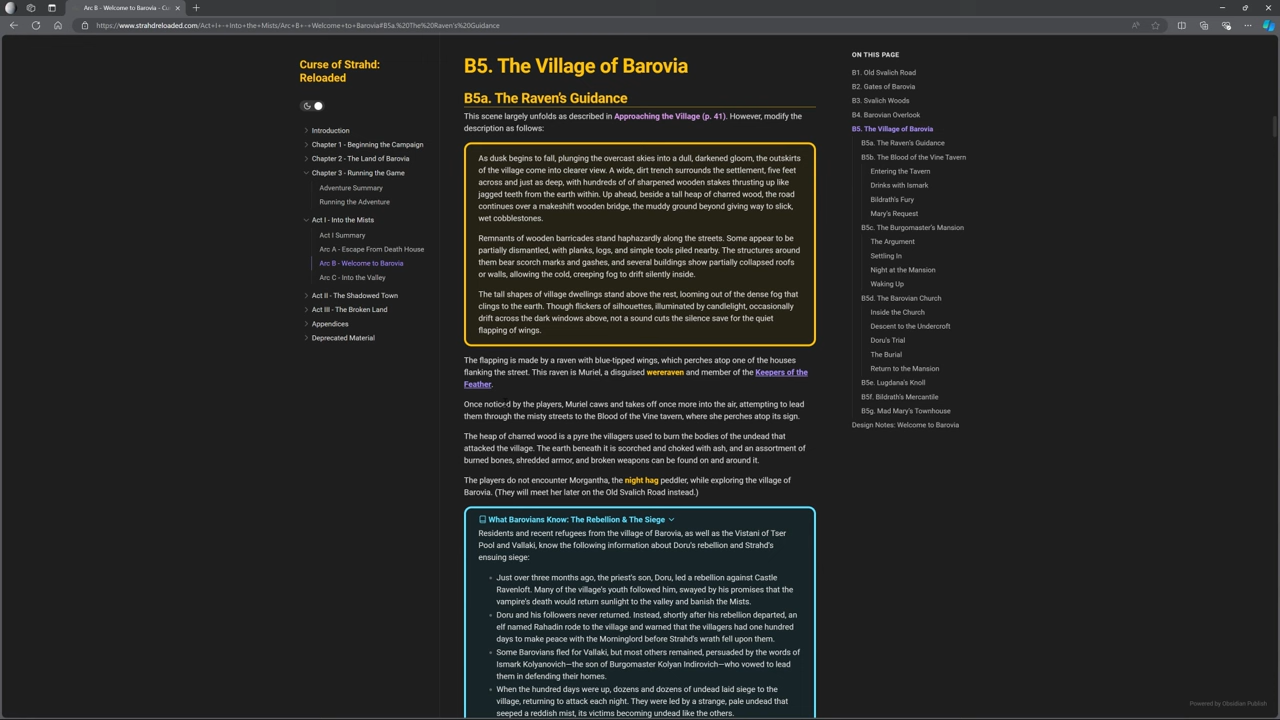 Arc B - Welcome to Barovia - Cu
https://www.strahdreloaded.com/Act+I+-+Into+the+Mists/Arc+B+-+Welcome+to+Barovia#B5a.%20The%20Raven's%20Guidance
Curse of Strahd:
Reloaded
Introduction
Chapter 1 - Beginning the Campaign
Chapter 2 - The Land of Barovia
Chapter 3 - Running the Game
Adventure Summary
Running the Adventure
Act I - Into the Mists
Act I Summary
Arc A - Escape From Death House
Arc B - Welcome to Barovia
Arc C - Into the Valley
Act II - The Shadowed Town
Act III - The Broken Land
Appendices
Deprecated Material
B5. The Village of Barovia
B5a. The Raven's Guidance
This scene largely unfolds as described in Approaching the Village (p. 41). However, modify the
description as follows:
As dusk begins to fall, plunging the overcast skies into a dull, darkened gloom, the outskirts
of the village come into clearer view. A wide, dirt trench surrounds the settlement, five feet
across and just as deep, with hundreds of of sharpened wooden stakes thrusting up like
jagged teeth from the earth within. Up ahead, beside a tall heap of charred wood, the road
continues over a makeshift wooden bridge, the muddy ground beyond giving way to slick,
wet cobblestones.
Remnants of wooden barricades stand haphazardly along the streets. Some appear to be
partially dismantled, with planks, logs, and simple tools piled nearby. The structures around
them bear scorch marks and gashes, and several buildings show partially collapsed roofs
or walls, allowing the cold, creeping fog to drift silently inside.
The tall shapes of village dwellings stand above the rest, looming out of the dense fog that
clings to the earth. Though flickers of silhouettes, illuminated by candlelight, occasionally
drift across the dark windows above, not a sound cuts the silence save for the quiet
flapping of wings.
The flapping is made by a raven with blue-tipped wings, which perches atop one of the houses
flanking the street. This raven is Muriel, a disguised wereraven and member of the Keepers of the
Feather.
Once noticed by the players, Muriel caws and takes off once more into the air, attempting to lead
them through the misty streets to the Blood of the Vine tavern, where she perches atop its sign.
The heap of charred wood is a pyre the villagers used to burn the bodies of the undead that
attacked the village. The earth beneath it is scorched and choked with ash, and an assortment of
burned bones, shredded armor, and broken weapons can be found on and around it.
The players do not encounter Morgantha, the night hag peddler, while exploring the village of
Barovia. (They will meet her later on the Old Svalich Road instead.)
What Barovians Know: The Rebellion & The Siege
Residents and recent refugees from the village of Barovia, as well as the Vistani of Tser
Pool and Vallaki, know the following information about Doru's rebellion and Strahd's
ensuing siege:
• Just over three months ago, the priest's son, Doru, led a rebellion against Castle
Ravenloft. Many of the village's youth followed him, swayed by his promises that the
vampire's death would return sunlight to the valley and banish the Mists.
• Doru and his followers never returned. Instead, shortly after his rebellion departed, an
elf named Rahadin rode to the village and warned that the villagers had one hundred
days to make peace with the Morninglord before Strahd's wrath fell upon them.
• Some Barovians fled for Vallaki, but most others remained, persuaded by the words of
Ismark Kolyanovich—the son of Burgomaster Kolyan Indirovich—who vowed to lead
them in defending their homes.
• When the hundred days were up, dozens and dozens of undead laid siege to the
village, returning to attack each night. They were led by a strange, pale undead that
seeped a reddish mist, its victims becoming undead like the others.
ON THIS PAGE
B1. Old Svalich Road
B2. Gates of Barovia
B3. Svalich Woods
B4. Barovian Overlook
B5. The Village of Barovia
B5a. The Raven's Guidance
B5b. The Blood of the Vine Tavern
Entering the Tavern
Drinks with Ismark
Bildrath's Fury
Mary's Request
B5c. The Burgomaster's Mansion
The Argument
Settling In
Night at the Mansion
Waking Up
B5d. The Barovian Church
Inside the Church
Descent to the Undercroft
Doru's Trial
The Burial
Return to the Mansion
B5e. Lugdana's Knoll
B5f. Bildrath's Mercantile
B5g. Mad Mary's Townhouse
Design Notes: Welcome to Barovia
Powered by Obsidian Publish